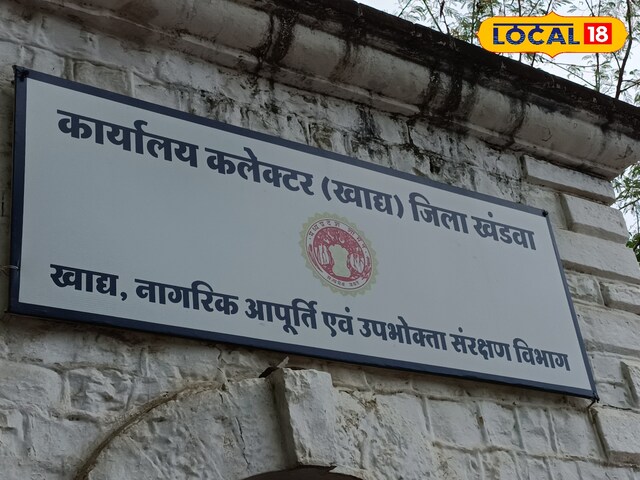 LOCAL 18
कार्यालय कलेक्टर (खाद्य) जिला खंडवा
खाद्य, नागरिक आपूर्ति एवं उपभोक्ता संरक्षण विभाग